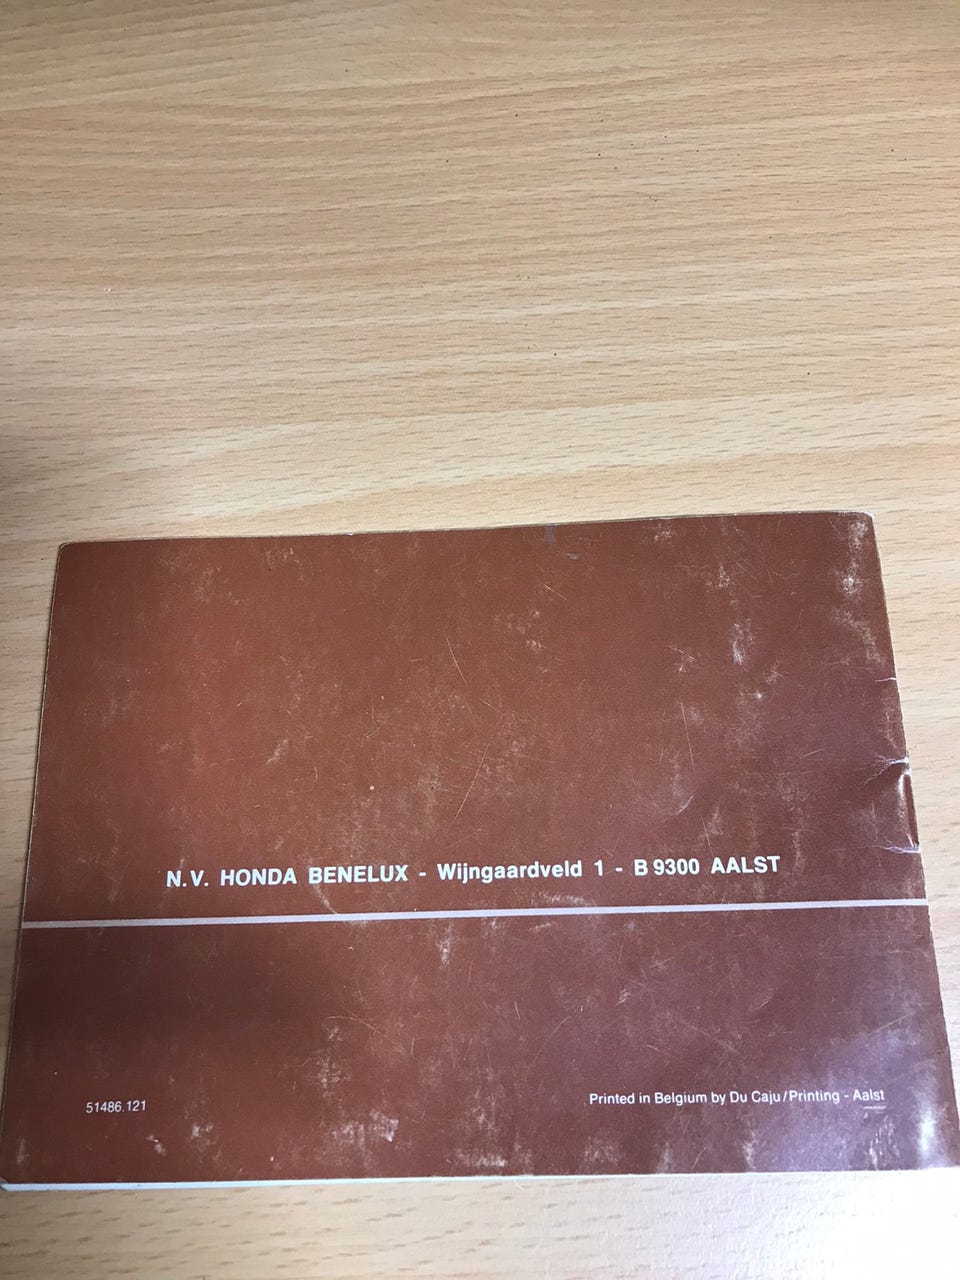 N.V. HONDA BENELUX - Wijngaardveld 1 - B 9300 AALST
51486.121
Printed in Belgium by Du Caju/Printing - Aalst